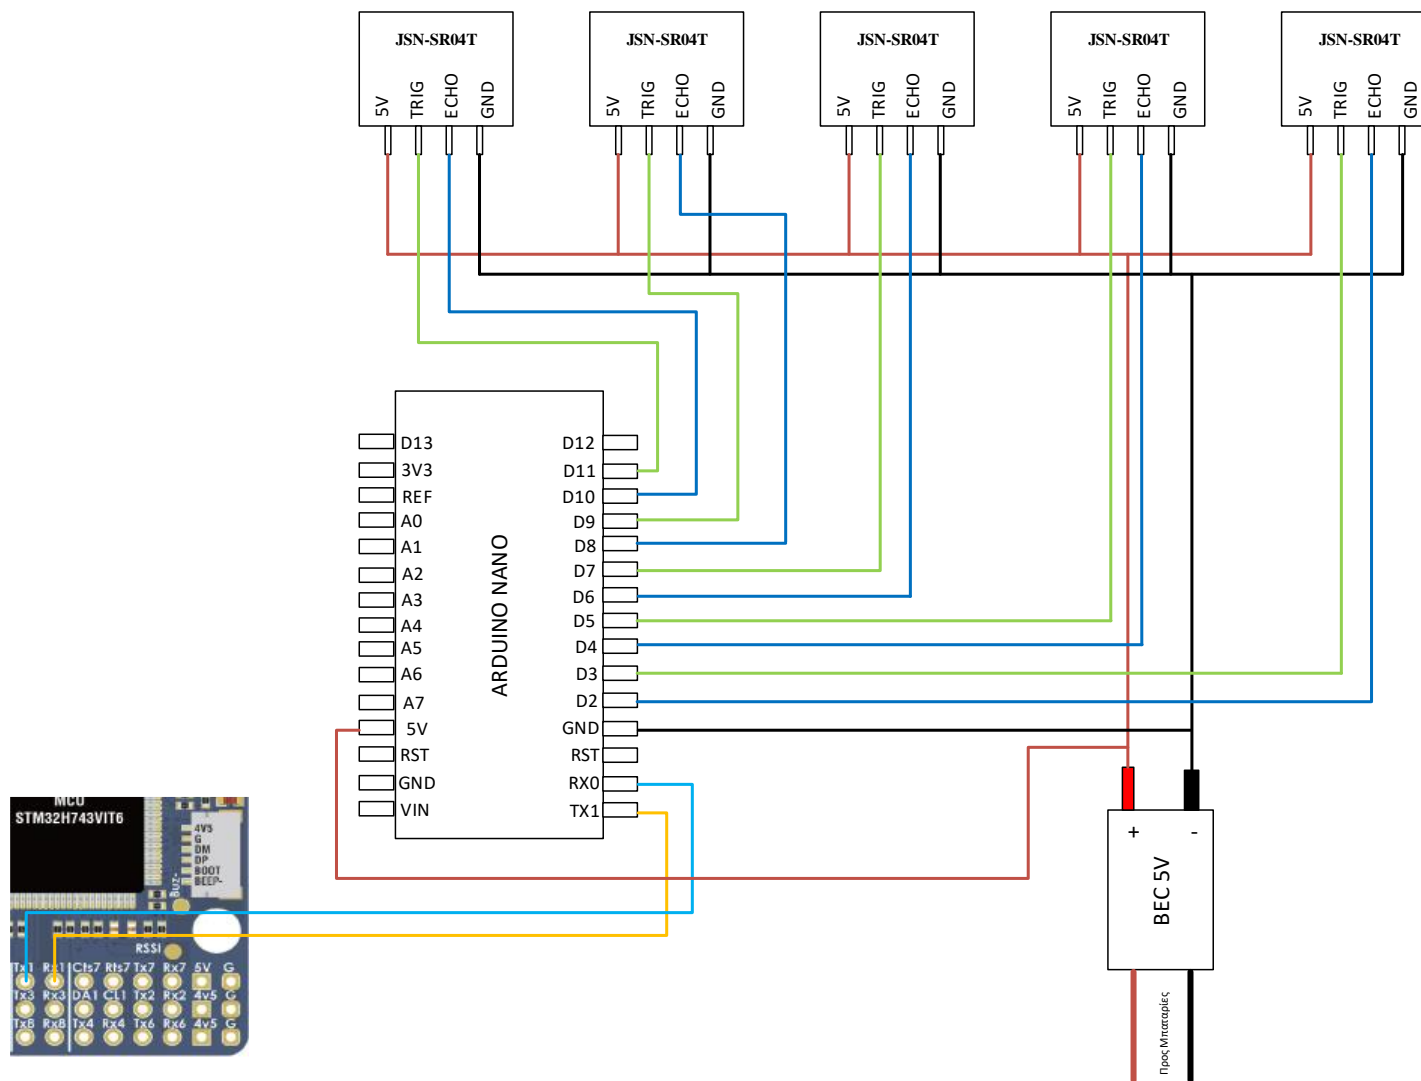 JSN-SR04T
5V TRIG ECHO GND
JSN-SR04T
5V TRIG ECHO GND
JSN-SR04T
5V TRIG ECHO GND
JSN-SR04T
5V TRIG ECHO GND
JSN-SR04T
5V TRIG ECHO GND
ARDUINO NANO
D13
3V3
REF
A0
A1
A2
A3
A4
A5
A6
A7
5V
RST
GND
VIN
D12
D11
D10
D9
D8
D7
D6
D5
D4
D3
D2
GND
RST
RX0
TX1
MCU
STM32H743VIT6
4V5
G
DM
DP
BOOT
BEEP-
BUZ-
RSSI
Tx1 Rx1 Cts7 Rts7 Tx7 Rx7 5V G
Tx3 Rx3 DA1 CL1 Tx2 Rx2 4v5 G
Tx8 Rx8 Tx4 Rx4 Tx6 Rx6 4v5 G
+ -
BEC 5V
Προς Μπαταρίες